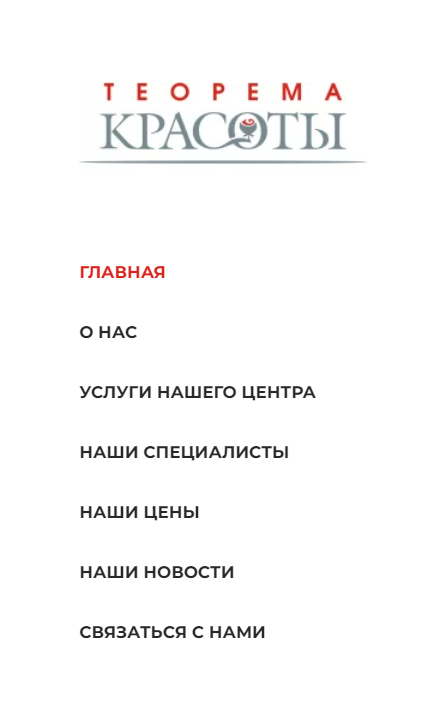 ТЕОРЕМА
КРАСОТЫ
ГЛАВНАЯ
О НАС
УСЛУГИ НАШЕГО ЦЕНТРА
НАШИ СПЕЦИАЛИСТЫ
НАШИ ЦЕНЫ
НАШИ НОВОСТИ
СВЯЗАТЬСЯ С НАМИ